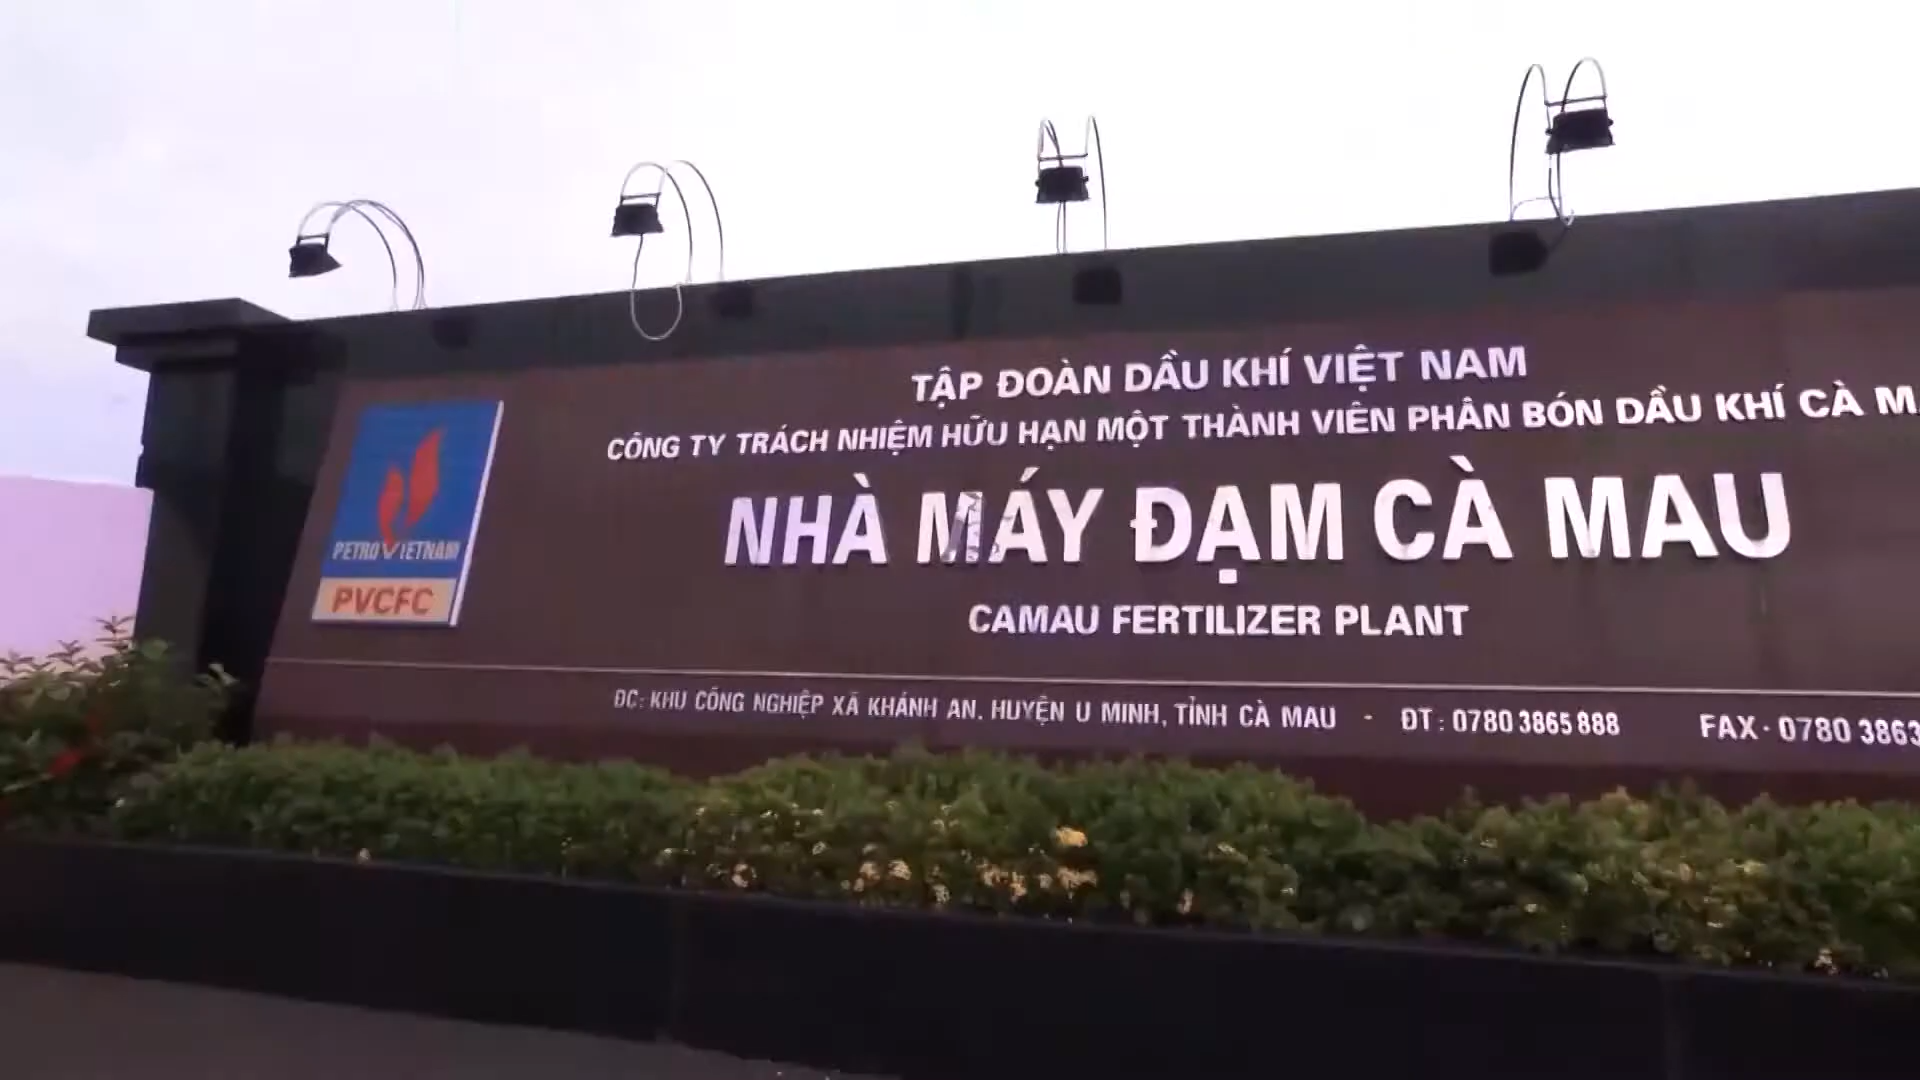 TẬP ĐOÀN DẦU KHÍ VIỆT NAM
CÔNG TY TRÁCH NHIỆM HỮU HẠN MỘT THÀNH VIÊN PHÂN BÓN DẦU KHÍ CÀ
NHÀ MÁY ĐẠM CÀ MAU
CAMAU FERTILIZER PLANT
PETROVIETNAM
PVCFC
ĐC: KHU CÔNG NGHIỆP XÃ KHÁNH AN, HUYỆN U MINH, TỈNH CÀ MAU - ĐT: 0780 3865 888 FAX: 0780 3863